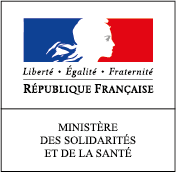 Liberté • Égalité • Fraternité
RÉPUBLIQUE FRANÇAISE
MINISTÈRE
DES SOLIDARITÉS
ET DE LA SANTÉ